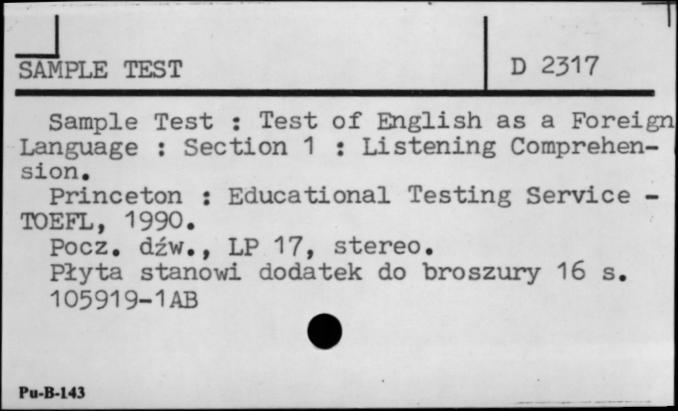 SAMPLE TEST
D 2317
Sample Test : Test of English as a Foreign
Language : Section 1 : Listening Comprehen-
sion.
Princeton : Educational Testing Service -
TOEFL, 1990.
Pocz. dźw., LP 17, stereo.
Płyta stanowi dodatek do broszury 16 s.
105919-1AB
Pu-B-143